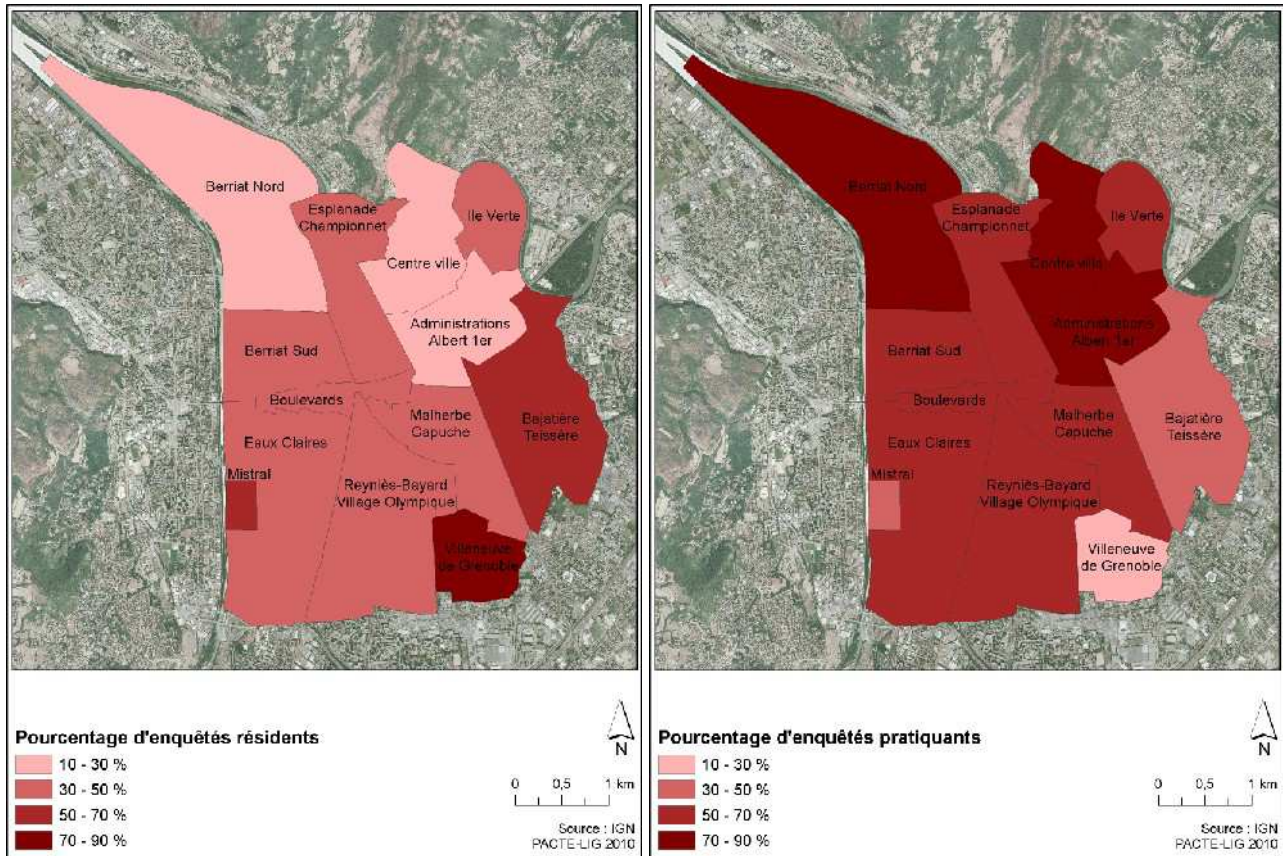 Berriat Nord
Esplanade
Championnet
Ile Verte
Centre ville
Administrations
Albert 1er
Berriat Sud
Boulevards
Malherbe
Capuche
Bajatière
Teissère
Eaux Claires
Mistral
Reyniès-Bayard
Village Olympique
Villeneuve
de Grenoble
Pourcentage d'enquêtés résidents
10 - 30 %
30 - 50 %
50 - 70 %
70 - 90 %
N
0 0,5 1 km
Source : IGN
PACTE-LIG 2010
Berriat Nord
Esplanade
Championnet
Ile Verte
Centre ville
Administrations
Albert 1er
Berriat Sud
Boulevards
Malherbe
Capuche
Bajatière
Teissère
Eaux Claires
Mistral
Reyniès-Bayard
Village Olympique
Villeneuve
de Grenoble
Pourcentage d'enquêtés pratiquants
10 - 30 %
30 - 50 %
50 - 70 %
70 - 90 %
N
0 0,5 1 km
Source : IGN
PACTE-LIG 2010